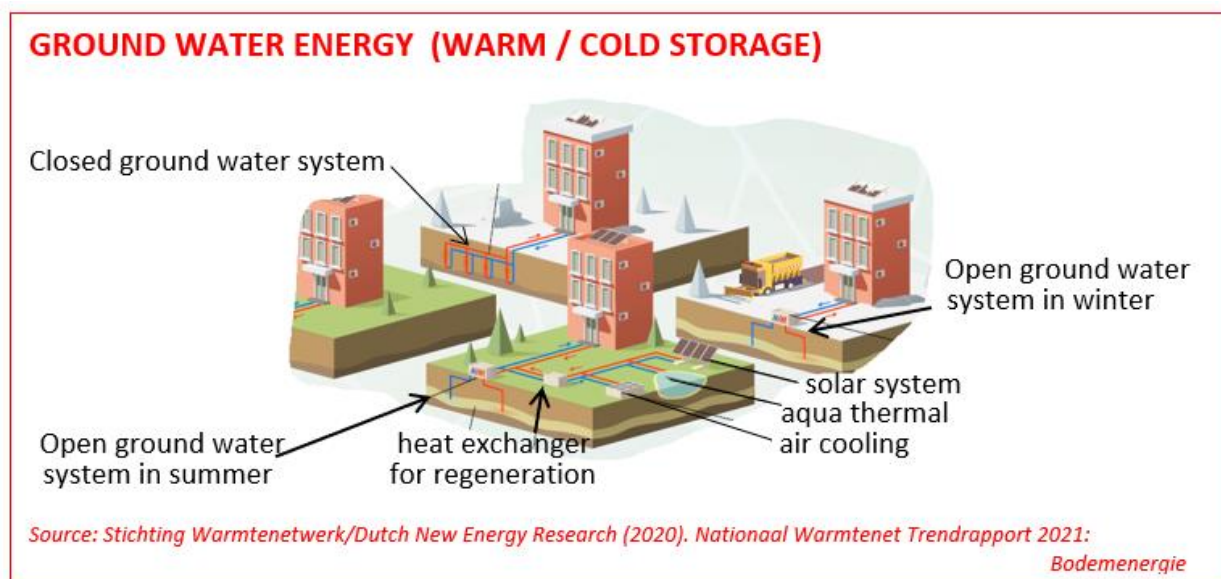 GROUND WATER ENERGY (WARM / COLD STORAGE)
Closed ground water system
Open ground water
system in winter
solar system
aqua thermal
air cooling
Open ground water
system in summer
heat exchanger
for regeneration
Source: Stichting Warmtenetwerk/Dutch New Energy Research (2020). Nationaal Warmtenet Trendrapport 2021:
Bodemenergie